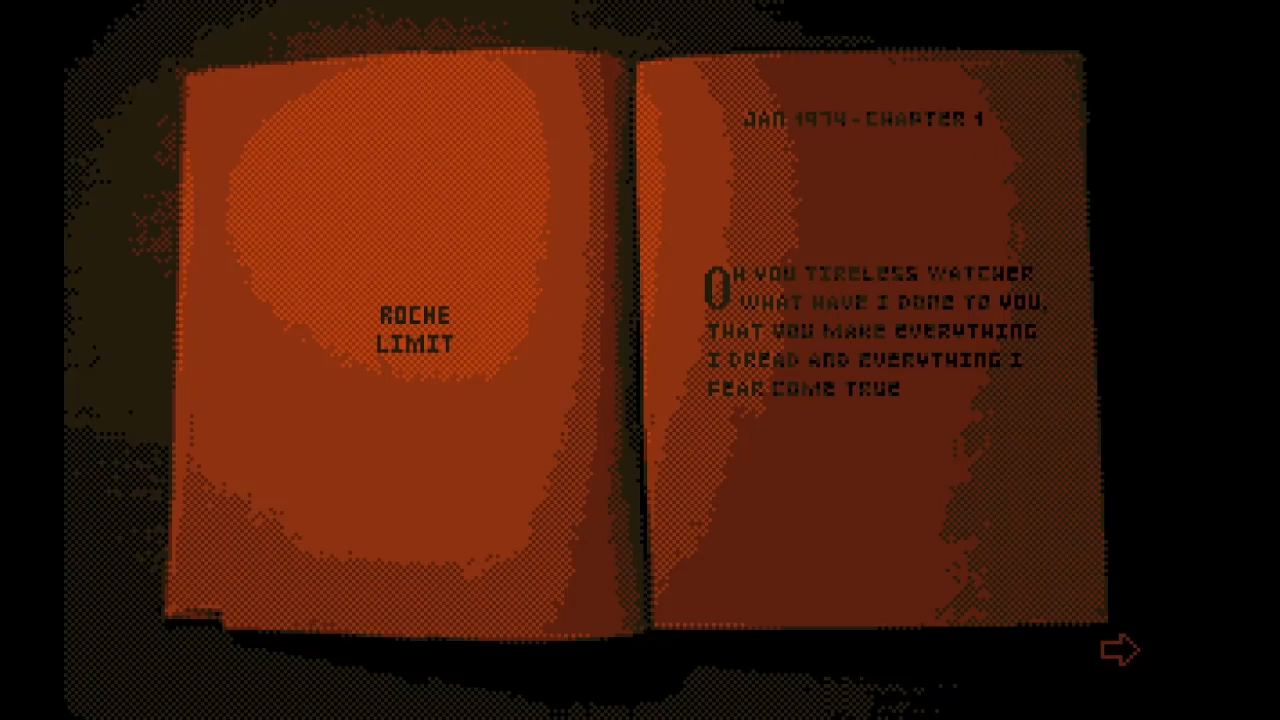 ROCHE
LIMIT
JAN 1974 - CHAPTER 1
OH YOU TIRELESS WATCHER
WHAT HAVE I DONE TO YOU,
THAT YOU MAKE EVERYTHING
I DREAD AND EVERYTHING I
FEAR COME TRUE